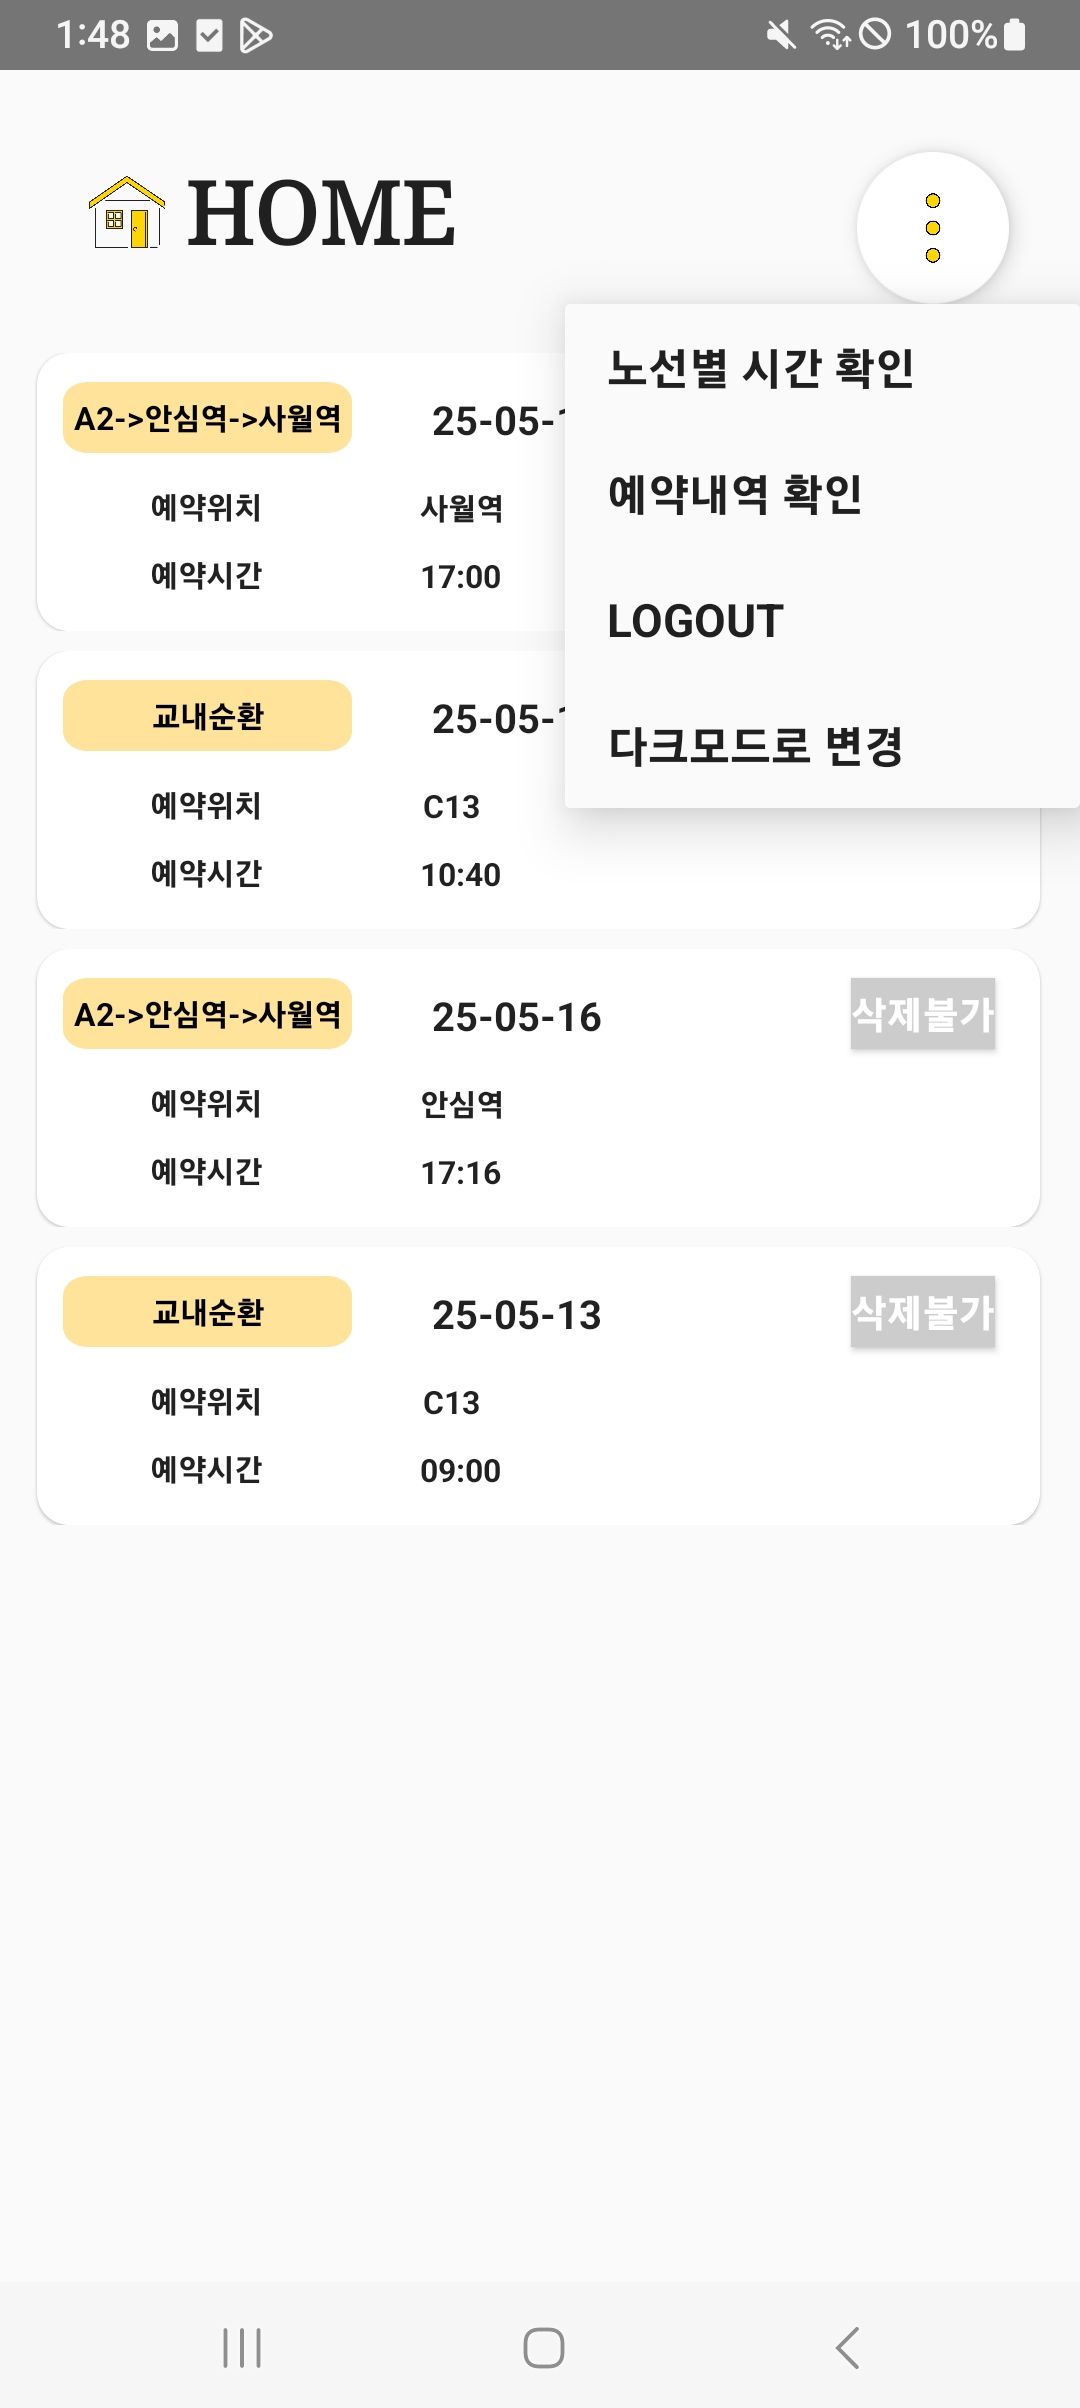 1:48 100%
HOME
노선별 시간 확인
예약내역 확인
LOGOUT
다크모드로 변경
A2->안심역->사월역 25-05-1
예약위치 사월역
예약시간 17:00
교내순환 25-05-1
예약위치 C13
예약시간 10:40
A2->안심역->사월역 25-05-16 삭제불가
예약위치 안심역
예약시간 17:16
교내순환 25-05-13 삭제불가
예약위치 C13
예약시간 09:00